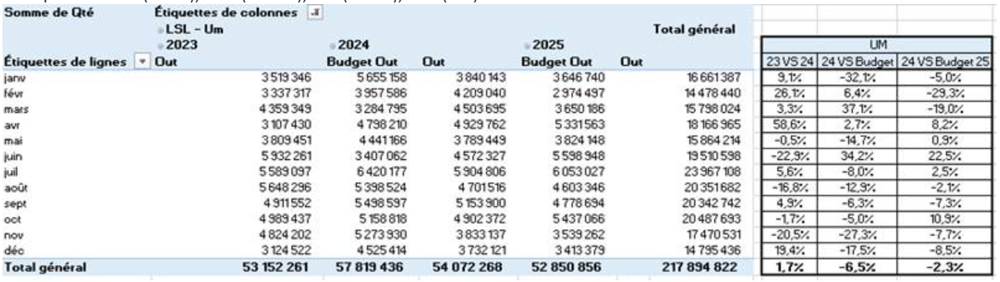 Somme de Qté Étiquettes de colonnes
LSL - Um Total général
2023 2024 2025 UM
Étiquettes de lignes Out Budget Out Out Budget Out Out 23 VS 24 24 VS Budget 24 VS Budget 25
janv 3 519 346 5 655 158 3 840 143 3 646 740 16 661 387 9,1% -32,1% -5,0%
févr 3 337 317 3 957 586 4 209 040 2 974 497 14 478 440 26,1% 6,4% -29,3%
mars 4 359 349 3 284 795 4 503 695 3 650 186 15 798 024 3,3% 37,1% -19,0%
avr 3 107 430 4 798 210 4 929 762 5 331 563 18 166 965 58,6% 2,7% 8,2%
mai 3 809 451 4 441 166 3 789 449 3 824 148 15 864 214 -0,5% -14,7% 0,9%
juin 5 932 261 3 407 062 4 572 327 5 598 948 19 510 598 -22,9% 34,2% 22,5%
juil 5 589 097 6 420 177 5 904 806 6 053 027 23 967 108 5,6% -8,0% 2,5%
août 5 648 296 5 398 524 4 701 516 4 603 346 20 351 682 -16,8% -12,9% -2,1%
sept 4 911 552 5 498 597 5 153 900 4 778 694 20 342 742 4,9% -6,3% -7,3%
oct 4 989 437 5 158 818 4 902 372 5 437 066 20 487 693 -1,7% -5,0% 10,9%
nov 4 824 202 5 273 930 3 833 137 3 539 262 17 470 531 -20,5% -27,3% -7,7%
déc 3 124 522 4 525 414 3 732 121 3 413 379 14 795 436 19,4% -17,5% -8,5%
Total général 53 152 261 57 819 436 54 072 268 52 850 856 217 894 822 1,7% -6,5% -2,3%